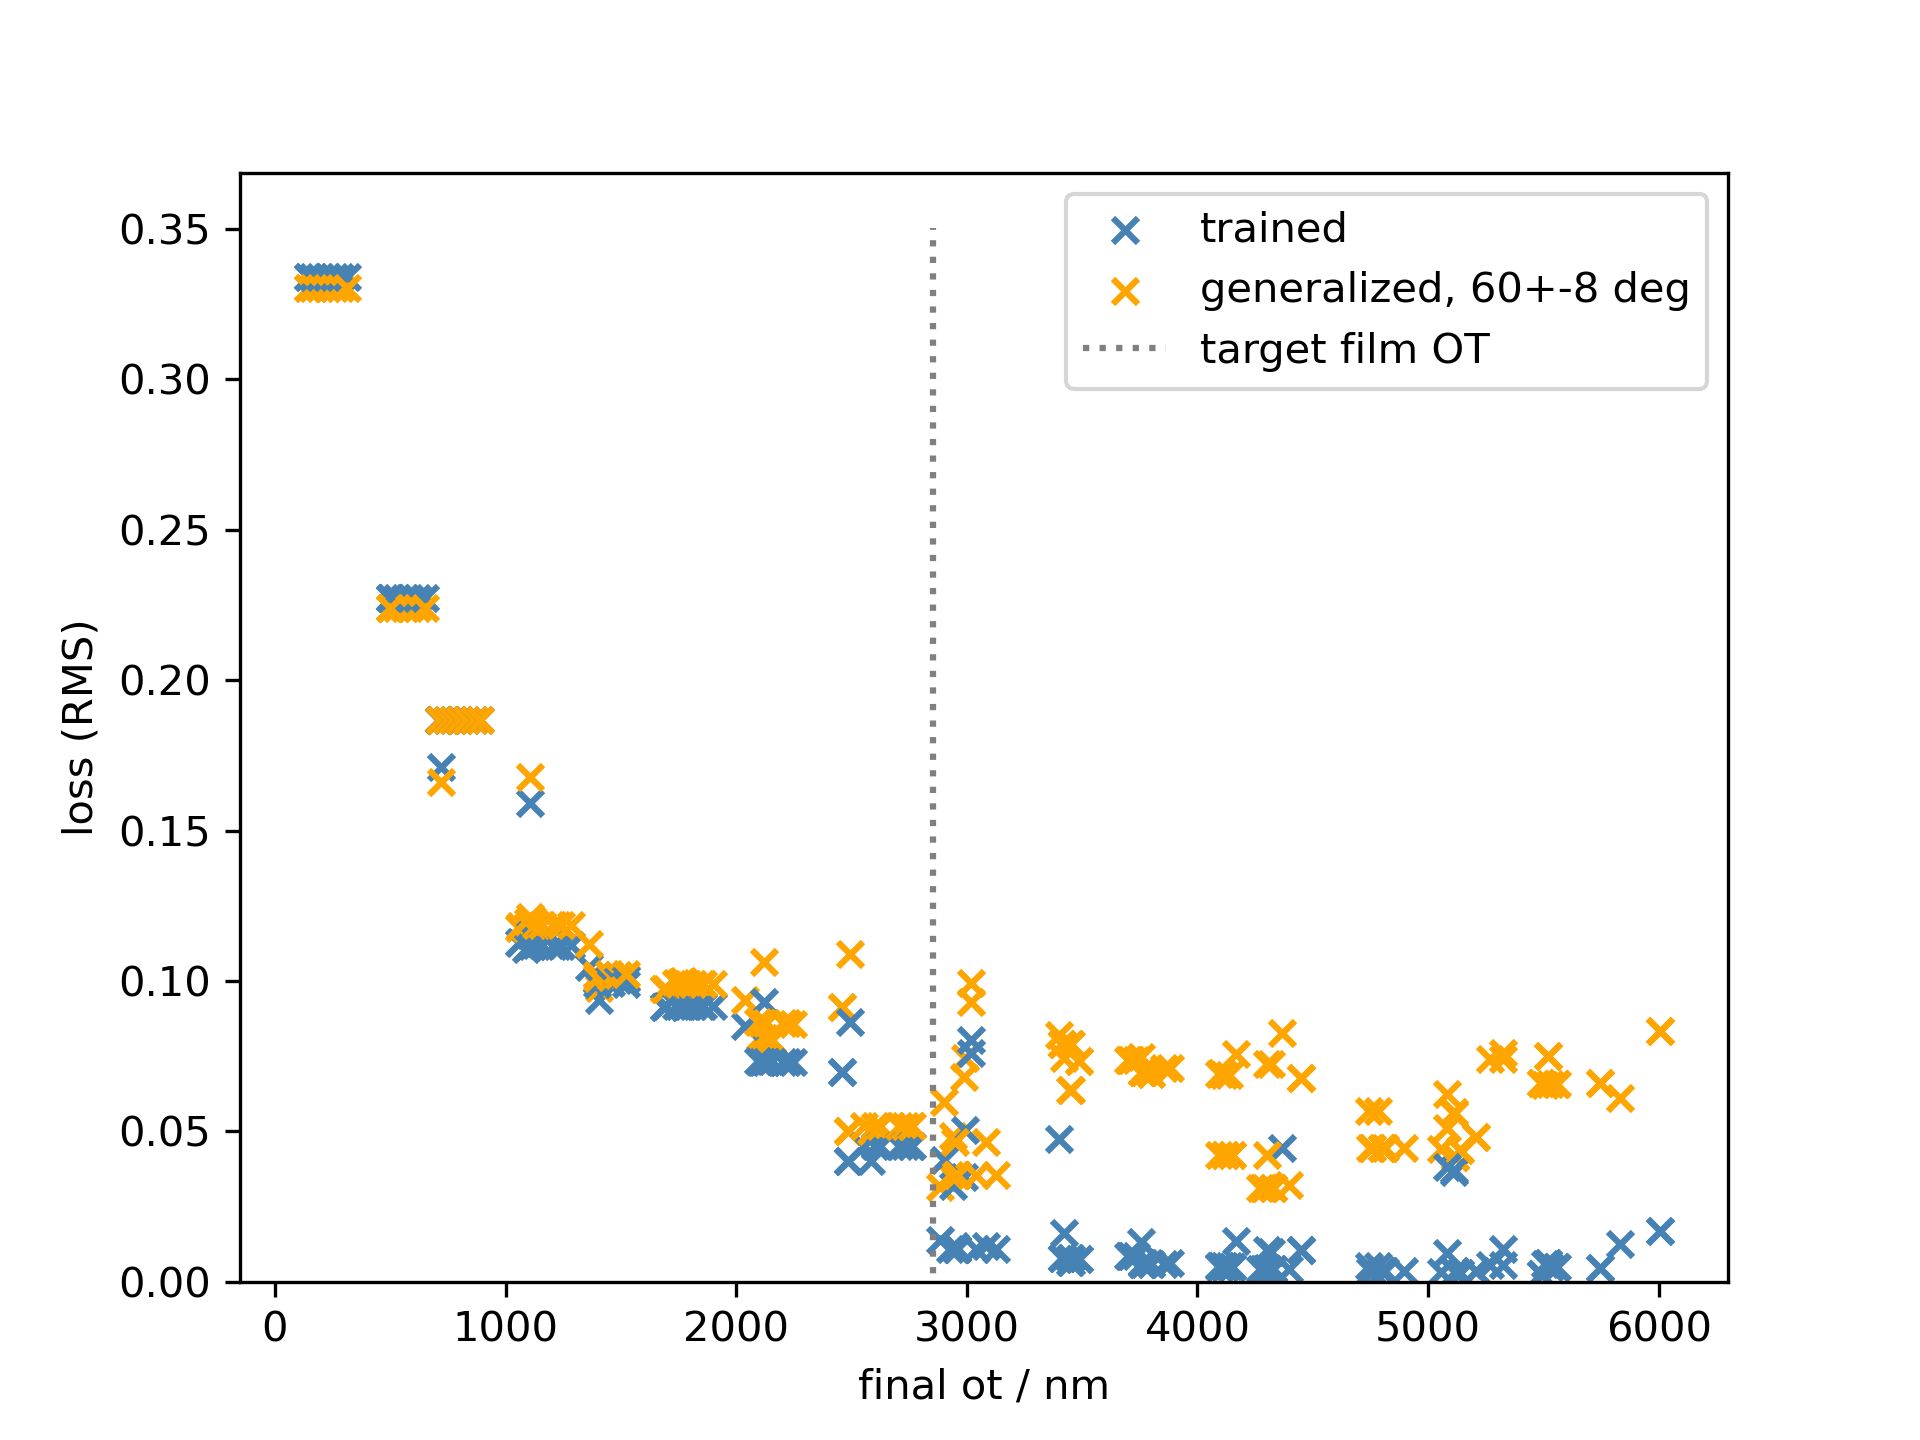 trained
generalized, 60+-8 deg
target film OT
loss (RMS)
0.35
0.30
0.25
0.20
0.15
0.10
0.05
0.00
0 1000 2000 3000 4000 5000 6000
final ot / nm